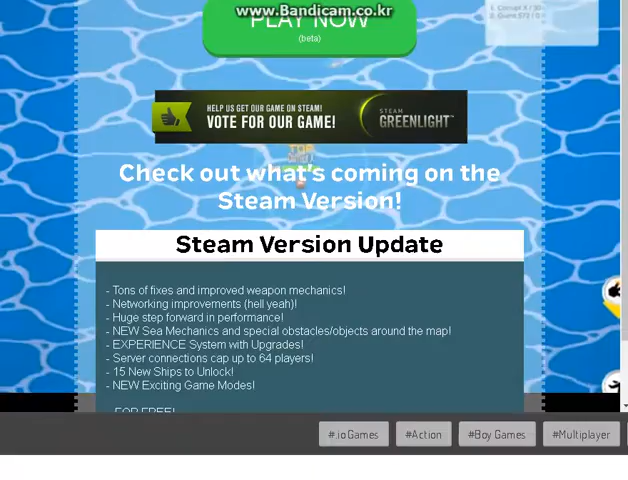 www.Bandicam.co.kr
PLAY NOW
(beta)
HELP US GET OUR GAME ON STEAM!
VOTE FOR OUR GAME!
STEAM
GREENLIGHT™
Check out what's coming on the
Steam Version!
Steam Version Update
- Tons of fixes and improved weapon mechanics!
- Networking improvements (hell yeah)!
- Huge step forward in performance!
- NEW Sea Mechanics and special obstacles/objects around the map!
- EXPERIENCE System with Upgrades!
- Server connections cap up to 64 players!
- 15 New Ships to Unlock!
- NEW Exciting Game Modes!
FOR FREE!
#.ioGames
#Action
#Boy Games
#Multiplayer